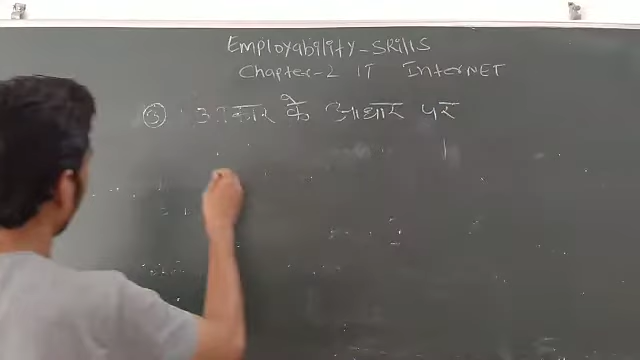 Employability-Skills
Chapter-2 IT InterNET
③ आकार के आधार पर